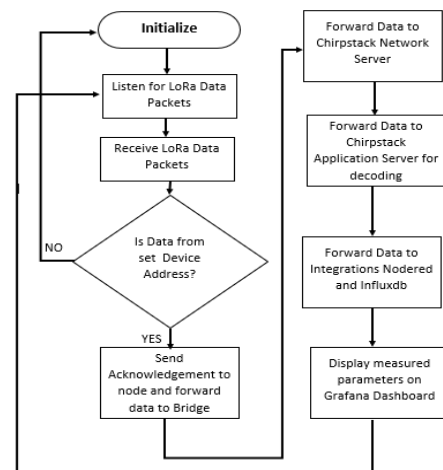 Initialize
Listen for LoRa Data
Packets
Receive LoRa Data
Packets
Is Data from
set Device
Address?
NO
YES
Send
Acknowledgement to
node and forward
data to Bridge
Forward Data to
Chirpstack Network
Server
Forward Data to
Chirpstack
Application Server for
decoding
Forward Data to
Integrations Nodered
and Influxdb
Display measured
parameters on
Grafana Dashboard